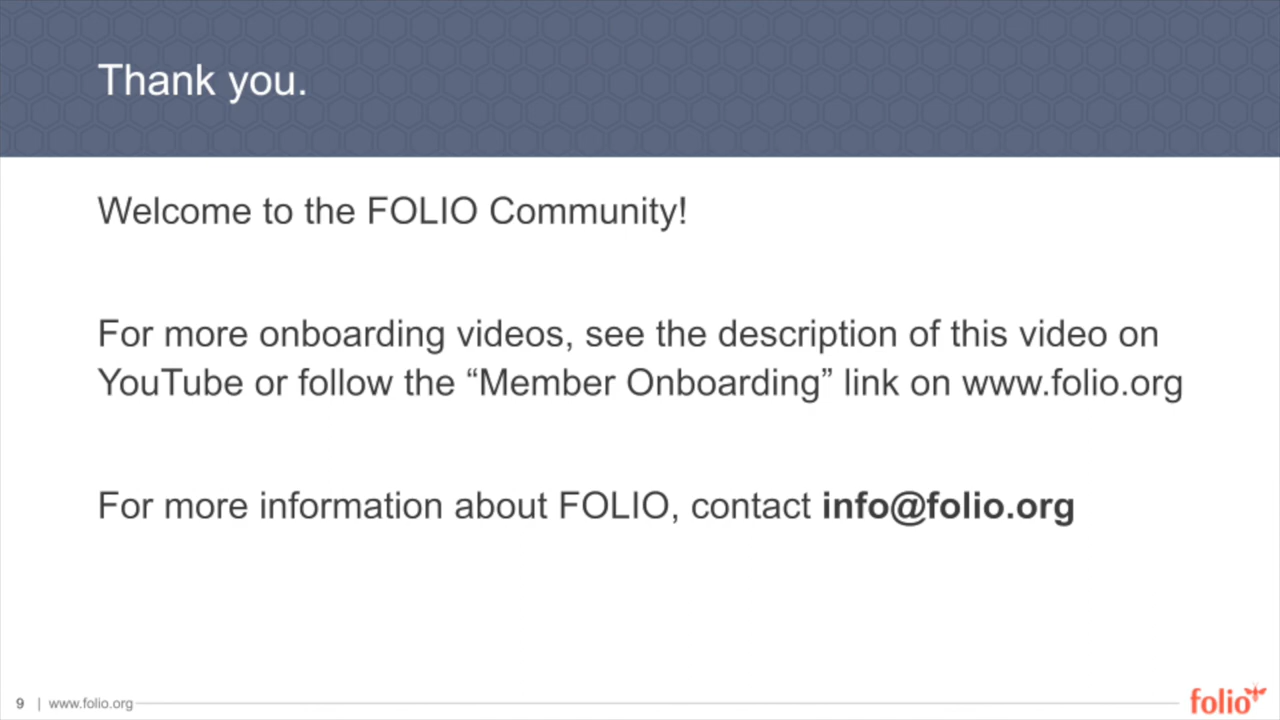 Thank you.
Welcome to the FOLIO Community!
For more onboarding videos, see the description of this video on
YouTube or follow the “Member Onboarding” link on www.folio.org
For more information about FOLIO, contact info@folio.org
9 | www.folio.org
folio